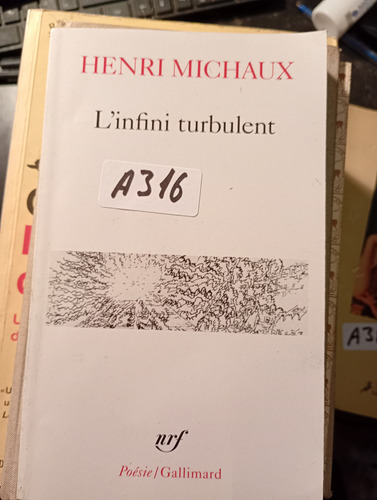 HENRI MICHAUX
L'infini turbulent
A316
nrf
Poésie / Gallimard